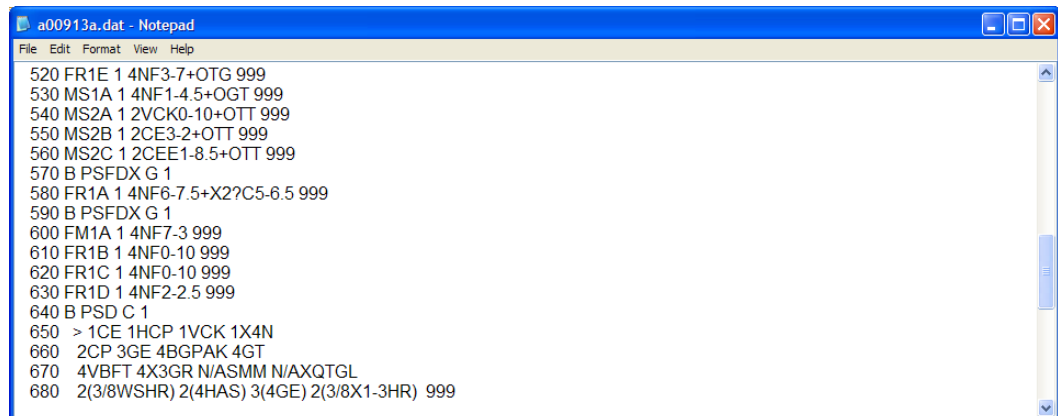 a00913a.dat - Notepad
File Edit Format View Help
520 FR1E 1 4NF3-7+OTG 999
530 MS1A 1 4NF1-4.5+OGT 999
540 MS2A 1 2VCK0-10+OTT 999
550 MS2B 1 2CE3-2+OTT 999
560 MS2C 1 2CEE1-8.5+OTT 999
570 B PSFDX G 1
580 FR1A 1 4NF6-7.5+X2?C5-6.5 999
590 B PSFDX G 1
600 FM1A 1 4NF7-3 999
610 FR1B 1 4NF0-10 999
620 FR1C 1 4NF0-10 999
630 FR1D 1 4NF2-2.5 999
640 B PSD C 1
650 > 1CE 1HCP 1VCK 1X4N
660 2CP 3GE 4BGPAK 4GT
670 4VBFT 4X3GR N/ASMM N/AXQTGL
680 2(3/8WSHR) 2(4HAS) 3(4GE) 2(3/8X1-3HR) 999